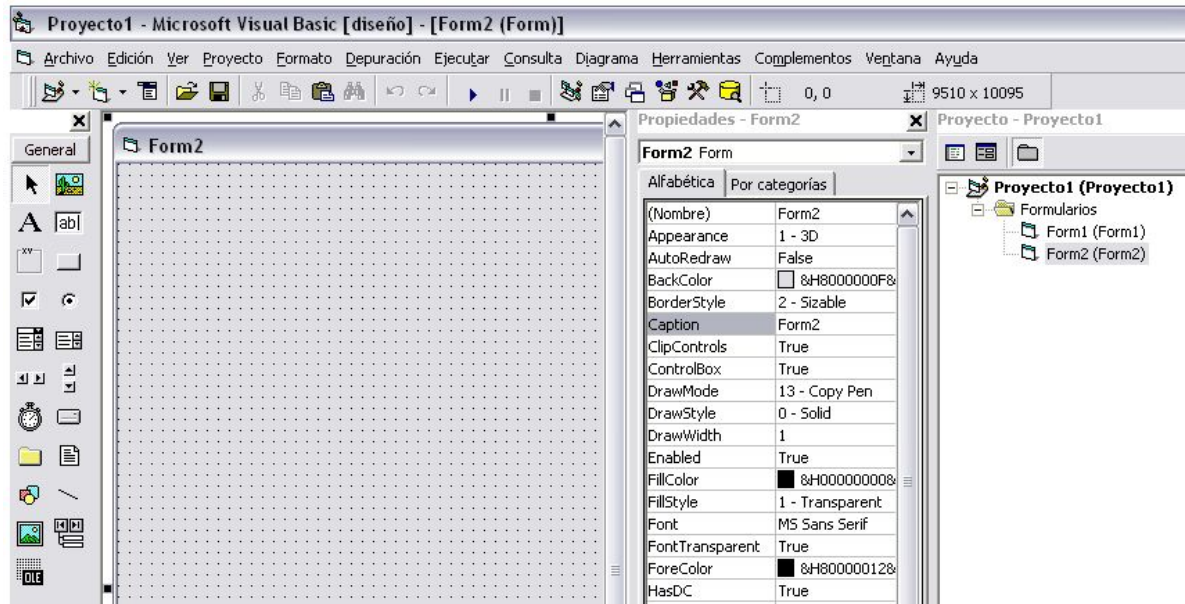 Proyecto1 - Microsoft Visual Basic [diseño] - [Form2 (Form)]
Archivo Edición Ver Proyecto Formato Depuración Ejecutar Consulta Diagrama Herramientas Complementos Ventana Ayuda
0, 0 9510 x 10095
General
A ab|
XY
OLE
Form2
Propiedades - Form2
Form2 Form
Alfabética Por categorías
(Nombre) Form2
Appearance 1 - 3D
AutoRedraw False
BackColor &H8000000F&
BorderStyle 2 - Sizable
Caption Form2
ClipControls True
ControlBox True
DrawMode 13 - Copy Pen
DrawStyle 0 - Solid
DrawWidth 1
Enabled True
FillColor &H00000000&
FillStyle 1 - Transparent
Font MS Sans Serif
FontTransparent True
ForeColor &H80000012&
HasDC True
Proyecto - Proyecto1
Proyecto1 (Proyecto1)
Formularios
Form1 (Form1)
Form2 (Form2)